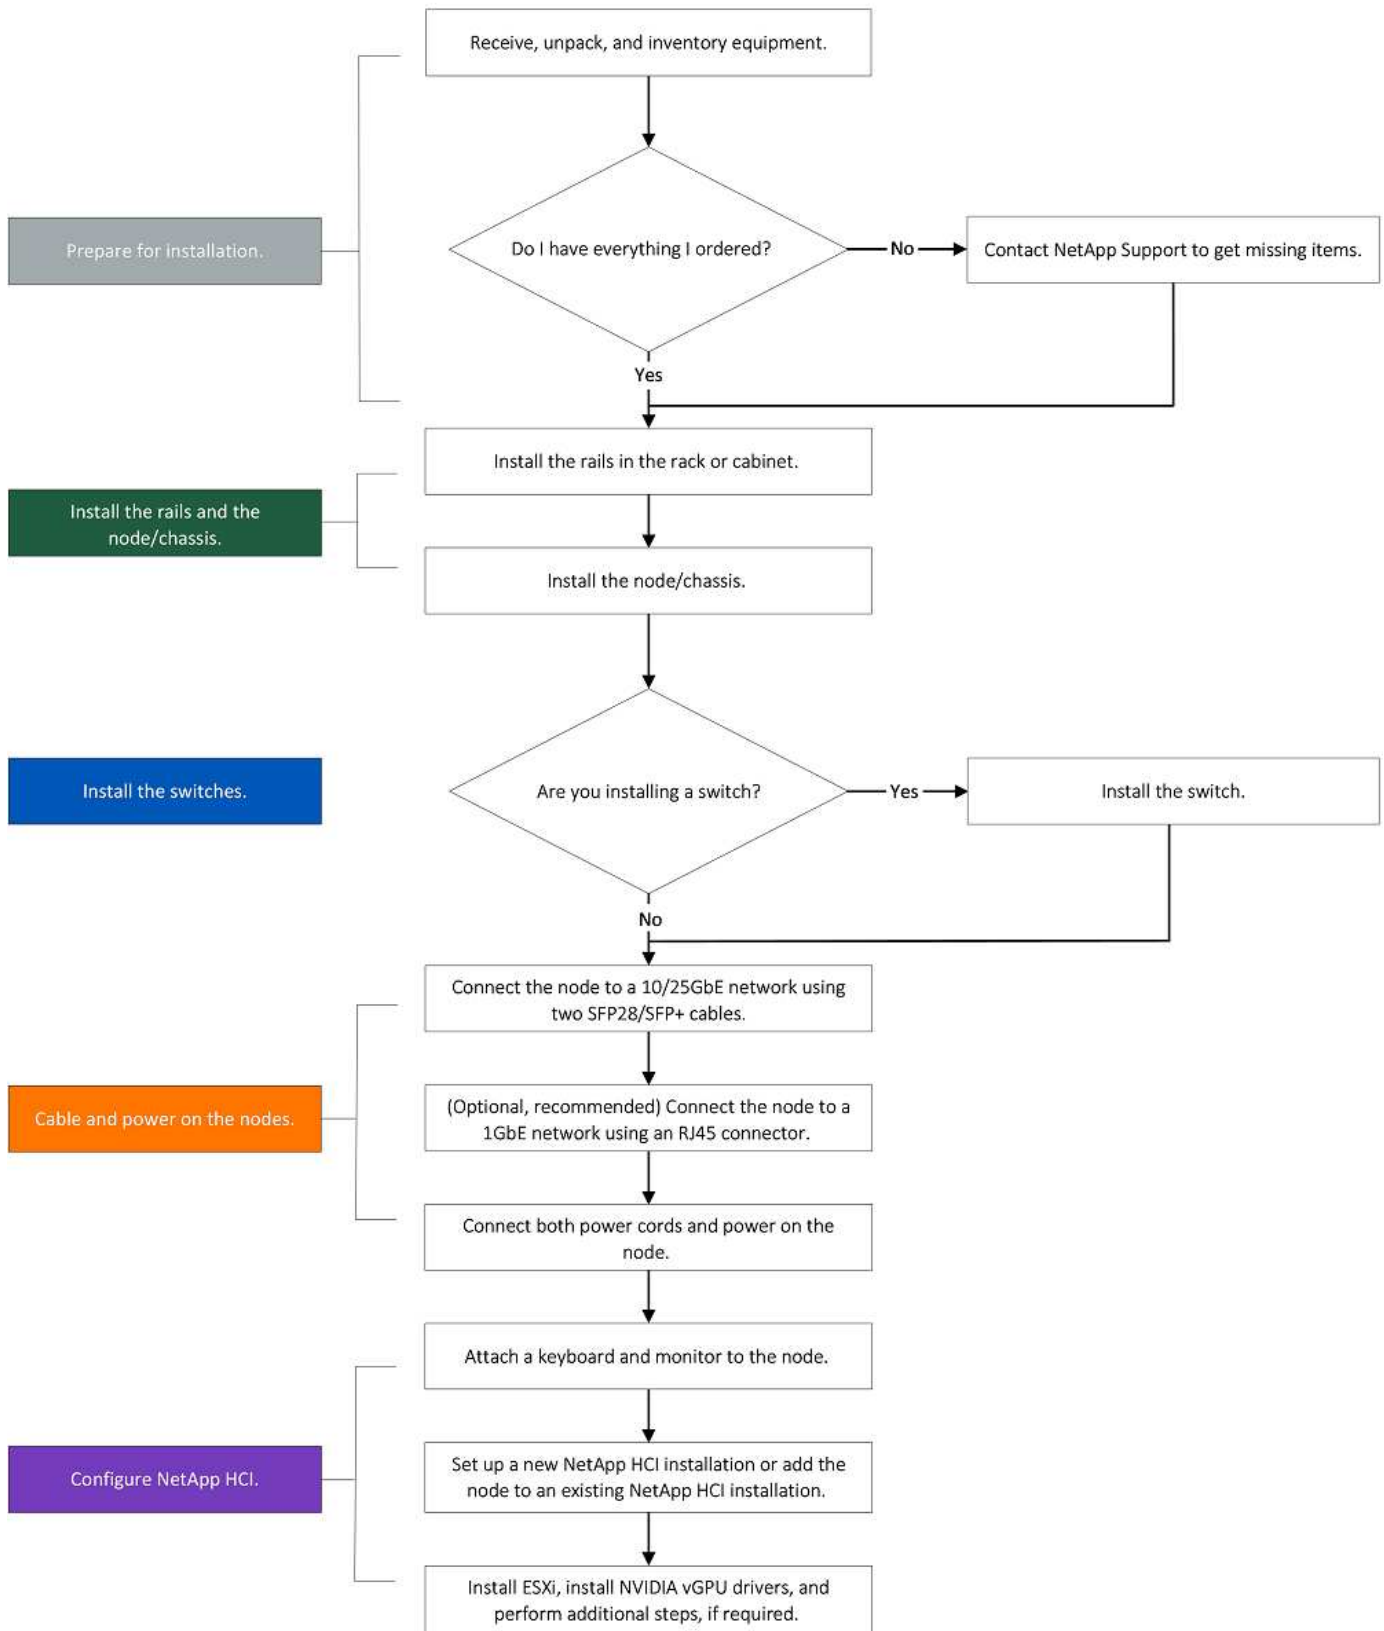 Receive, unpack, and inventory equipment.
Prepare for installation.
Do I have everything I ordered?
No
Contact NetApp Support to get missing items.
Yes
Install the rails in the rack or cabinet.
Install the rails and the
node/chassis.
Install the node/chassis.
Install the switches.
Are you installing a switch?
Yes
Install the switch.
No
Connect the node to a 10/25GbE network using
two SFP28/SFP+ cables.
Cable and power on the nodes.
(Optional, recommended) Connect the node to a
1GbE network using an RJ45 connector.
Connect both power cords and power on the
node.
Attach a keyboard and monitor to the node.
Configure NetApp HCI.
Set up a new NetApp HCI installation or add the
node to an existing NetApp HCI installation.
Install ESXi, install NVIDIA vGPU drivers, and
perform additional steps, if required.